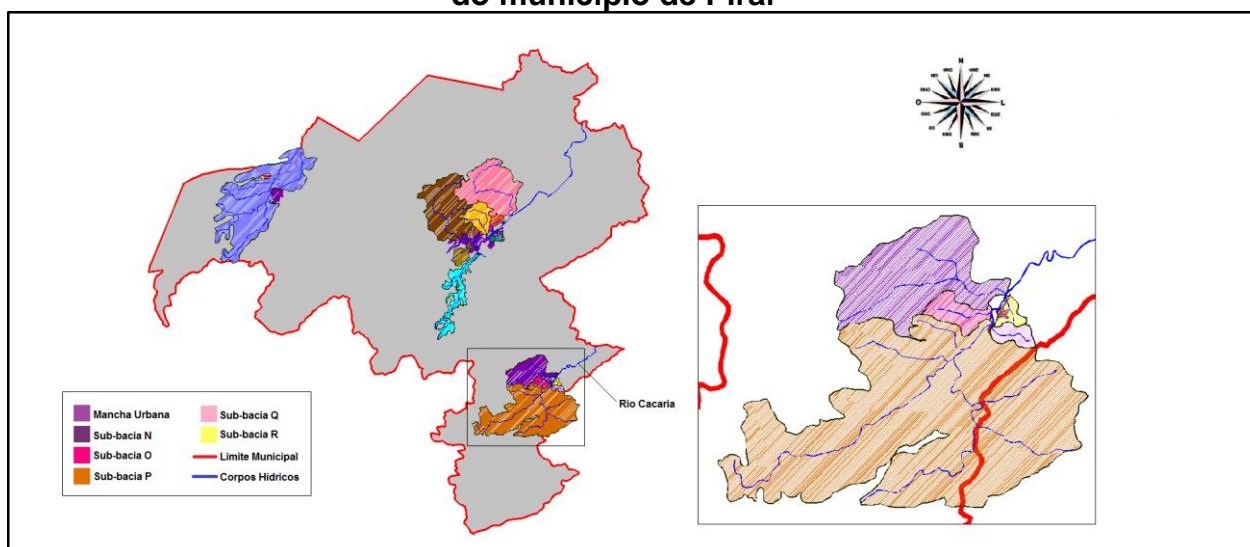 do município de Piraí
N
O
L
S
Rio Cacaria
Mancha Urbana
Sub-bacia N
Sub-bacia O
Sub-bacia P
Sub-bacia Q
Sub-bacia R
Limite Municipal
Corpos Hídricos